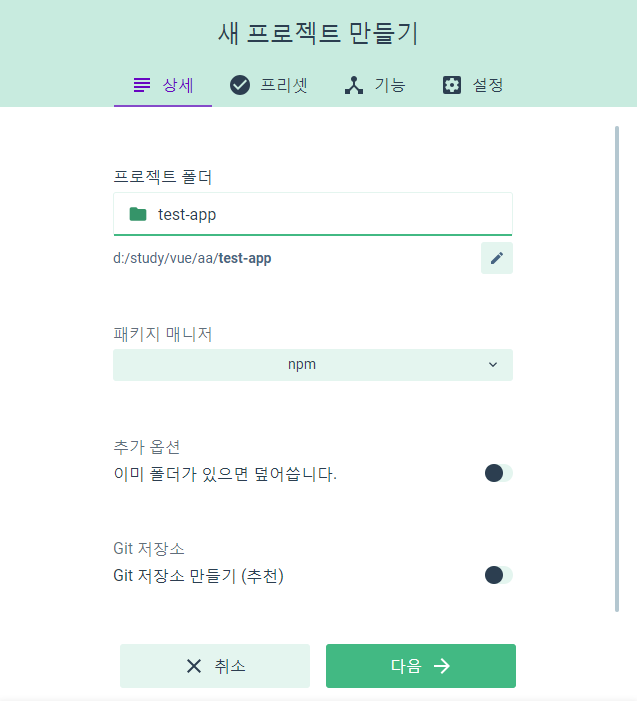 새 프로젝트 만들기
상세 프리셋 기능 설정
프로젝트 폴더
test-app
d:/study/vue/aa/test-app
패키지 매니저
npm
추가 옵션
이미 폴더가 있으면 덮어씁니다.
Git 저장소
Git 저장소 만들기 (추천)
취소 다음